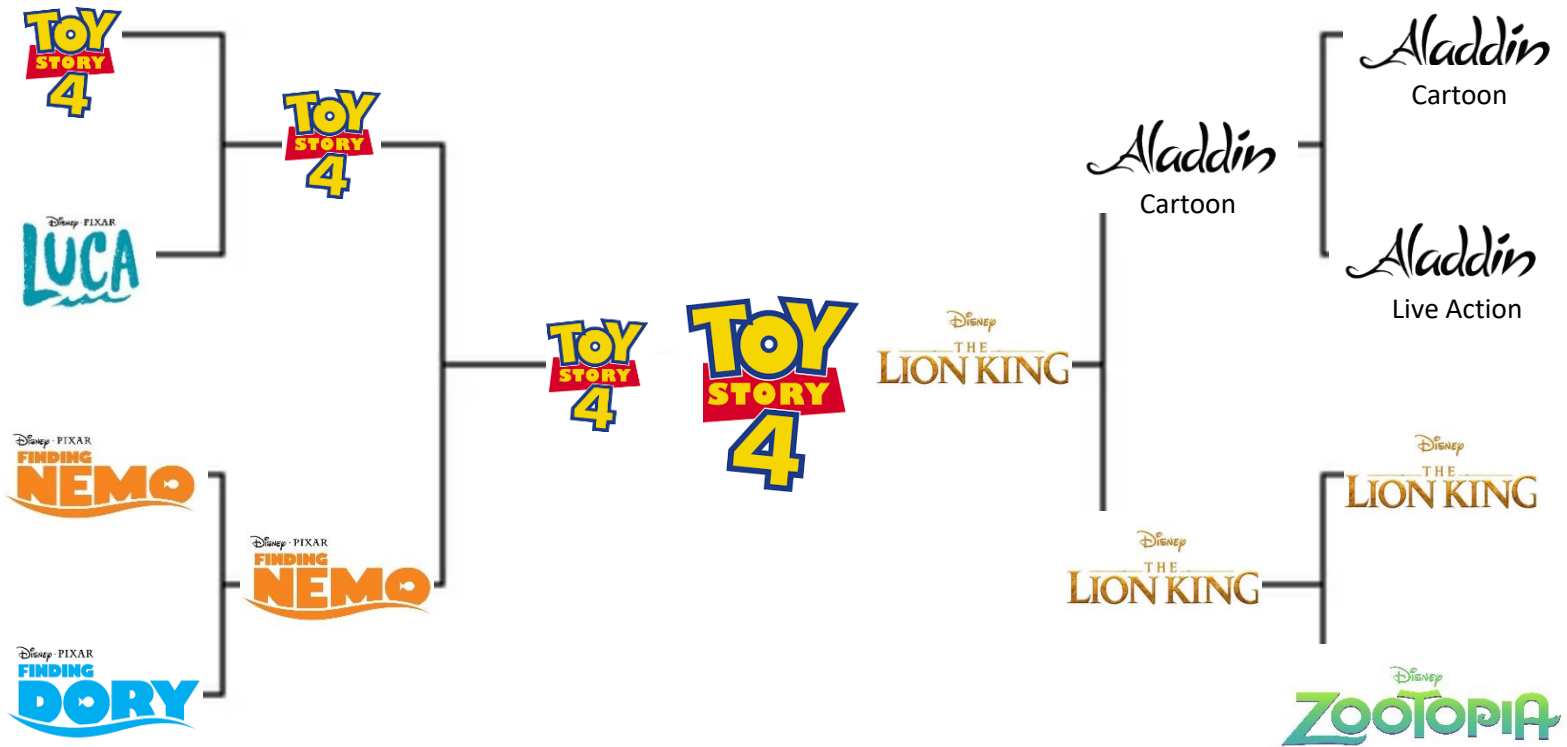 TOY
STORY
4
DISNEY · PIXAR
LUCA
DISNEY · PIXAR
FINDING
NEMO
DISNEY · PIXAR
FINDING
DORY
TOY
STORY
4
DISNEY · PIXAR
FINDING
NEMO
TOY
STORY
4
TOY
STORY
4
DISNEY
THE
LION KING
Aladdin
Cartoon
DISNEY
THE
LION KING
Aladdin
Cartoon
Aladdin
Live Action
DISNEY
THE
LION KING
DISNEY
ZOOTOPIA